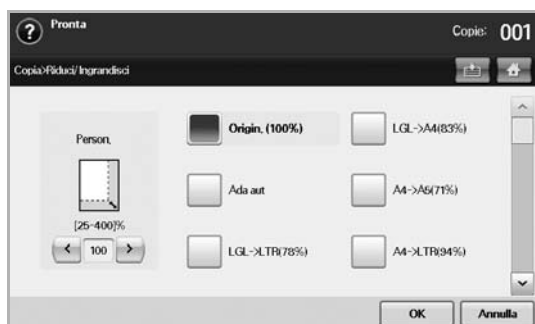 ? Pronta
Copie: 001
Copia>Riduci/Ingrandisci
Person.
[25-400]%
< 100 >
Origin. (100%)
Ada aut
LGL->LTR(78%)
LGL->A4(83%)
A4->A5(71%)
A4->LTR(94%)
OK
Annulla